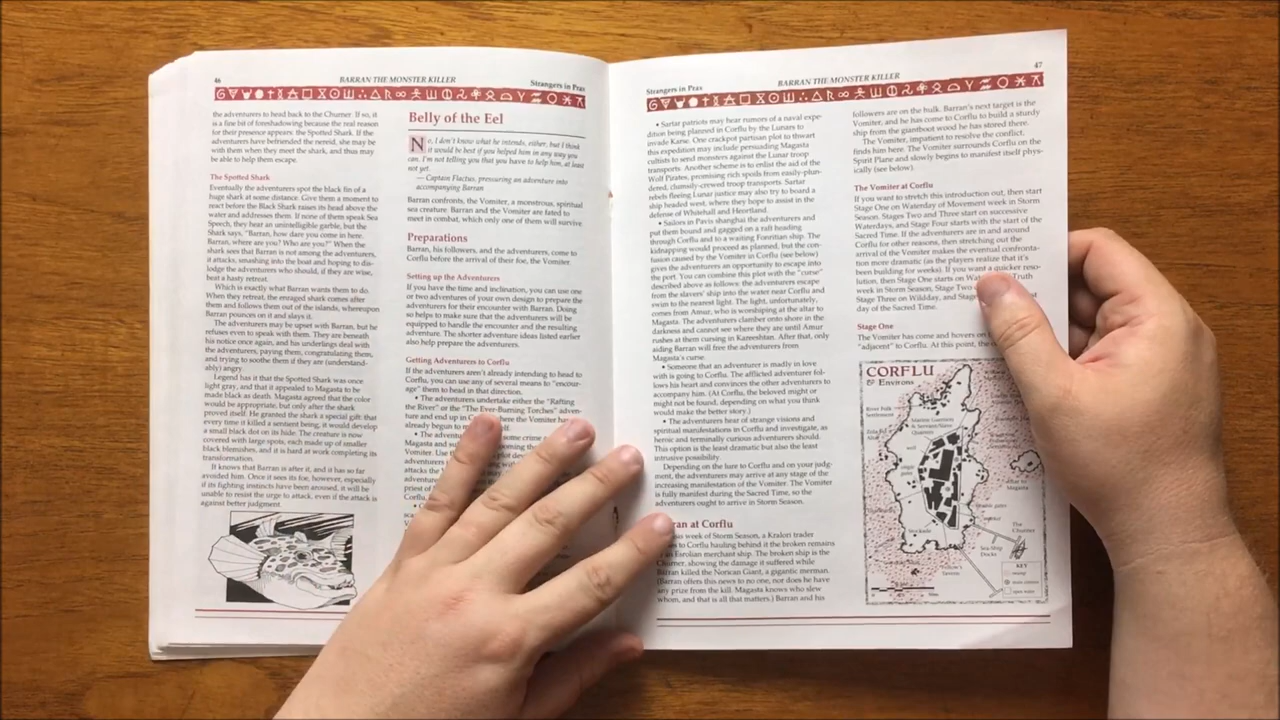 46
BARRAN THE MONSTER KILLER
Strangers in Prax
the adventurers to head back to the Churner. If so, it
is a fine bit of foreshadowing because the real reason
for their presence appears: the Spotted Shark. If the
adventurers have befriended the nereid, she may be
with them when they meet the shark, and thus may
be able to help them escape.
The Spotted Shark
Eventually the adventurers spot the black fin of a
huge shark at some distance. Give them a moment to
react before the Black Shark raises its head above the
water and addresses them. If none of them speak Sea
Speech, they hear an unintelligible garble, but the
Shark says, "Barran, how dare you come in here.
Barran, where are you? Who are you?" When the
shark sees that Barran is not among the adventurers,
it attacks, smashing into the boat and hoping to dis-
lodge the adventurers who should, if they are wise,
beat a hasty retreat.
Which is exactly what Barran wants them to do.
When they retreat, the enraged shark comes after
them and follows them out of the islands, whereupon
Barran pounces on it and slays it.
The adventurers may be upset with Barran, but he
refuses even to speak with them. They are beneath
his notice once again, and his underlings deal with
the adventurers, paying them, congratulating them,
and trying to soothe them if they are (understand-
ably) angry.
Legend has it that the Spotted Shark was once
light gray, and that it appealed to Magasta to be
made black as death. Magasta agreed that the color
would be appropriate, but only after the shark
proved itself. He granted the shark a special gift: that
every time it killed a sentient being, it would develop
a small black dot on its hide. The creature is now
covered with large spots, each made up of smaller
black blemishes, and it is hard at work completing its
transformation.
It knows that Barran is after it, and it has so far
avoided him. Once it sees its foe, however, especially
if its fighting instincts have been aroused, it will be
unable to resist the urge to attack, even if the attack is
against better judgment.
Belly of the Eel
Ne, I don't know what he intends, either, but I think
it would be best if you helped him in any way you
can. I'm not telling you that you have to help him, at least
not yet.
— Captain Flactus, pressuring an adventure into
accompanying Barran
Barran confronts, the Vomiter, a monstrous, spiritual
sea creature. Barran and the Vomiter are fated to
meet in combat, which only one of them will survive.
Preparations
Barran, his followers, and the adventurers, come to
Corflu before the arrival of their foe, the Vomiter.
Setting up the Adventurers
If you have the time and inclination, you can use one
or two adventures of your own design to prepare the
adventurers for their encounter with Barran. Doing
so helps to make sure that the adventurers will be
equipped to handle the encounter and the resulting
adventure. The shorter adventure ideas listed earlier
also help prepare the adventurers.
Getting Adventurers to Corflu
If the adventurers aren't already intending to head to
Corflu, you can use any of several means to "encour-
age" them to head in that direction.
• The adventurers undertake either the "Rafting
the River" or the "The Ever-Burning Torches" adven-
ture and end up in where the Vomiter has
already begun to
• The some crime
Magasta and
Vomiter. Use plot
adventurers with
attacks the
priest of
Corflu,
47
Strangers in Prax
BARRAN THE MONSTER KILLER
• Sartar patriots may hear rumors of a naval expe-
dition being planned in Corflu by the Lunars to
invade Karse. One crackpot partisan plot to thwart
this expedition may include persuading Magasta
cultists to send monsters against the Lunar troop
transports. Another scheme is to enlist the aid of the
Wolf Pirates, promising rich spoils from easily-plun-
dered, clumsily-crewed troop transports. Sartar
rebels fleeing Lunar justice may also try to board a
ship headed west, where they hope to assist in the
defense of Whitehall and Heortland.
• Sailors in Pavis shanghai the adventurers and
put them bound and gagged on a raft heading
through Corflu and to a waiting Fonritian ship. The
kidnapping would proceed as planned, but the con-
fusion caused by the Vomiter in Corflu (see below)
gives the adventurers an opportunity to escape into
the port. You can combine this plot with the "curse"
described above as follows: the adventurers escape
from the slavers' ship into the water near Corflu and
swim to the nearest light. The light, unfortunately,
comes from Amur, who is worshiping at the altar to
Magasta. The adventurers clamber onto shore in the
darkness and cannot see where they are until Amur
rushes at them cursing in Kareeshtan. After that, only
aiding Barran will free the adventurers from
Magasta's curse.
• Someone that an adventurer is madly in love
with is going to Corflu. The afflicted adventurer fol-
lows his heart and convinces the other adventurers to
accompany him. (At Corflu, the beloved might or
might not be found, depending on what you think
would make the better story.)
• The adventurers hear of strange visions and
spiritual manifestations in Corflu and investigate, as
heroic and terminally curious adventurers should.
This option is the least dramatic but also the least
intrusive possibility.
Depending on the lure to Corflu and on your judg-
ment, the adventurers may arrive at any stage of the
increasing manifestation of the Vomiter. The Vomiter
is fully manifest during the Sacred Time, so the
adventurers ought to arrive in Storm Season.
ran at Corflu
week of Storm Season, a Kralori trader
to Corflu hauling behind it the broken remains
an Esrolian merchant ship. The broken ship is the
Churner, showing the damage it suffered while
Barran killed the Norican Giant, a gigantic merman.
(Barran offers this news to no one, nor does he have
any prize from the kill. Magasta knows who slew
whom, and that is all that matters.) Barran and his
followers are on the hulk. Barran's next target is the
Vomiter, and he has come to Corflu to build a sturdy
ship from the giantboat wood he has stored there.
The Vomiter, impatient to resolve the conflict,
finds him here. The Vomiter surrounds Corflu on the
Spirit Plane and slowly begins to manifest itself phys-
ically (see below).
The Vomiter at Corflu
If you want to stretch this introduction out, then start
Stage One on Waterday of Movement week in Storm
Season. Stages Two and Three start on successive
Waterdays, and Stage Four starts with the start of the
Sacred Time. If the adventurers are in and around
Corflu for other reasons, then stretching out the
arrival of the Vomiter makes the eventual confronta-
tion more dramatic (as the players realize that it's
been building for weeks). If you want a quicker reso-
lution, then Stage One starts on Truth
week in Storm Season, Stage Two
Stage Three on Wildday, and Stage
day of the Sacred Time.
Stage One
The Vomiter has come and hovers on
"adjacent" to Corflu. At this point, the
CORFLU
& Environs
River Folk
Settlement
Altar to
Magasta
The
Churner
Sea-Ship
Docks
KEY